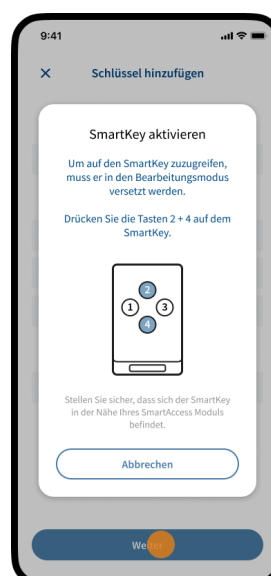 9:41
Schlüssel hinzufügen
SmartKey aktivieren
Um auf den SmartKey zuzugreifen,
muss er in den Bearbeitungsmodus
versetzt werden.
Drücken Sie die Tasten 2 + 4 auf dem
SmartKey.
2
1 3
4
Stellen Sie sicher, dass sich der SmartKey
in der Nähe Ihres SmartAccess Moduls
befindet.
Abbrechen
Weiter